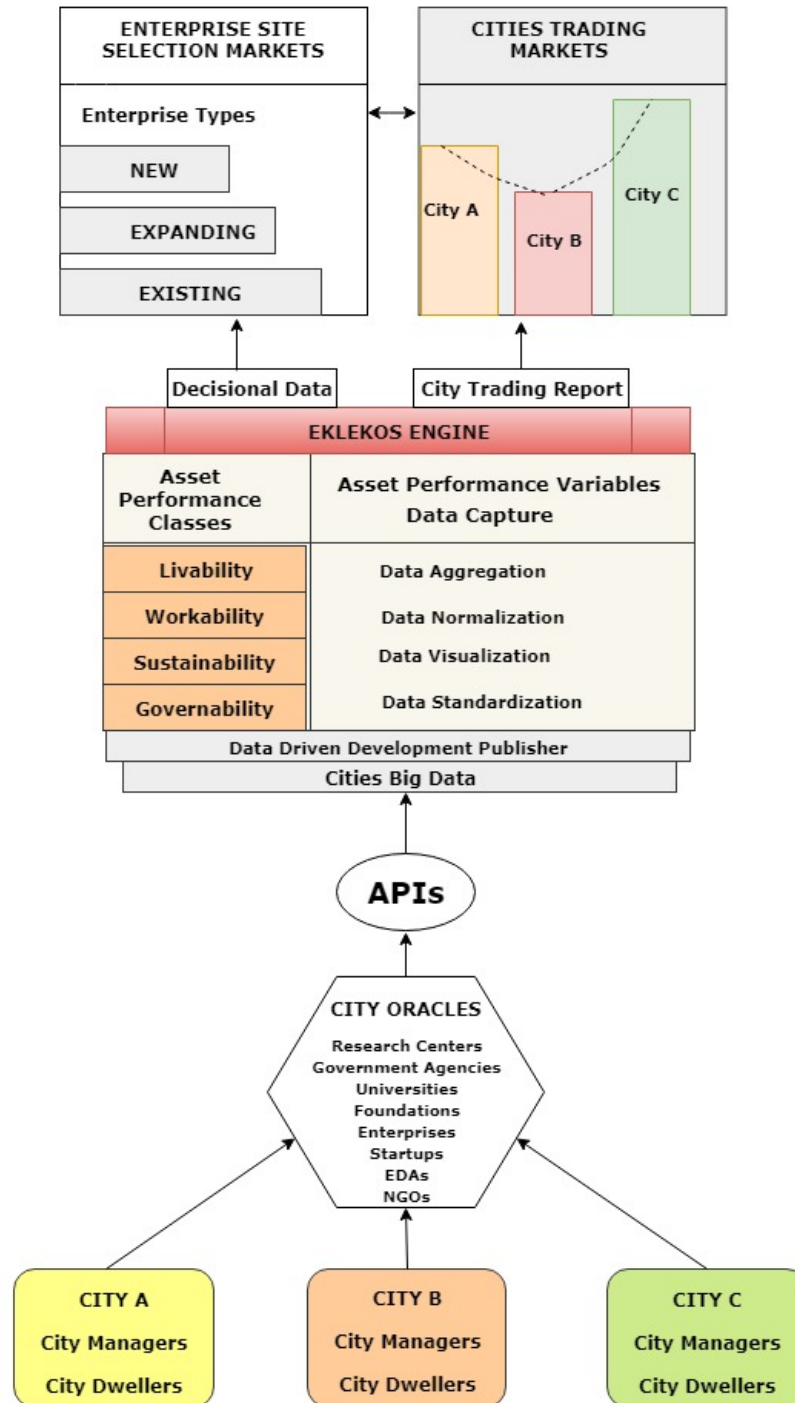 ENTERPRISE SITE
SELECTION MARKETS
Enterprise Types
NEW
EXPANDING
EXISTING
CITIES TRADING
MARKETS
City A
City B
City C
Decisional Data
City Trading Report
EKLEKOS ENGINE
Asset
Performance
Classes
Asset Performance Variables
Data Capture
Livability
Workability
Sustainability
Governability
Data Aggregation
Data Normalization
Data Visualization
Data Standardization
Data Driven Development Publisher
Cities Big Data
APIs
CITY ORACLES
Research Centers
Government Agencies
Universities
Foundations
Enterprises
Startups
EDAs
NGOs
CITY A
City Managers
City Dwellers
CITY B
City Managers
City Dwellers
CITY C
City Managers
City Dwellers